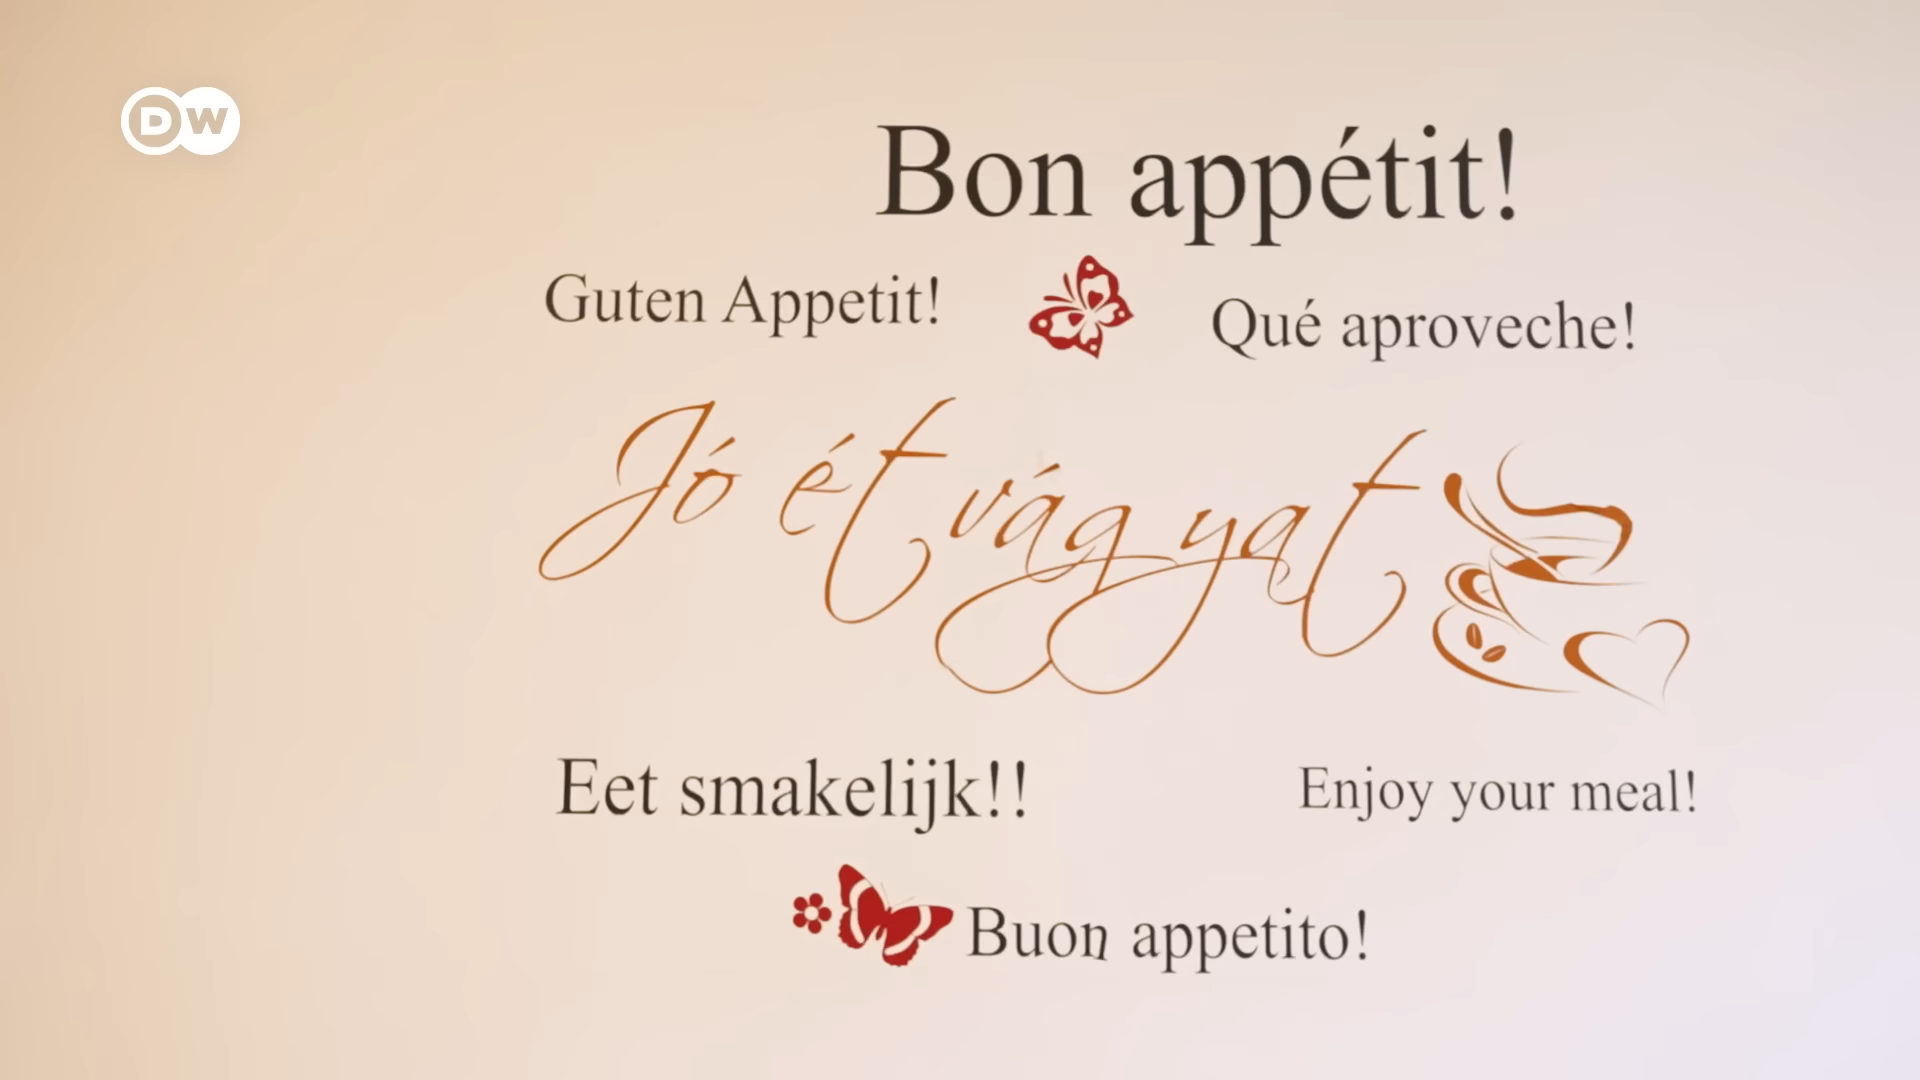 DW
Bon appétit!
Guten Appetit!
Qué aproveche!
Jó étvágyat
Eet smakelijk!!
Enjoy your meal!
Buon appetito!